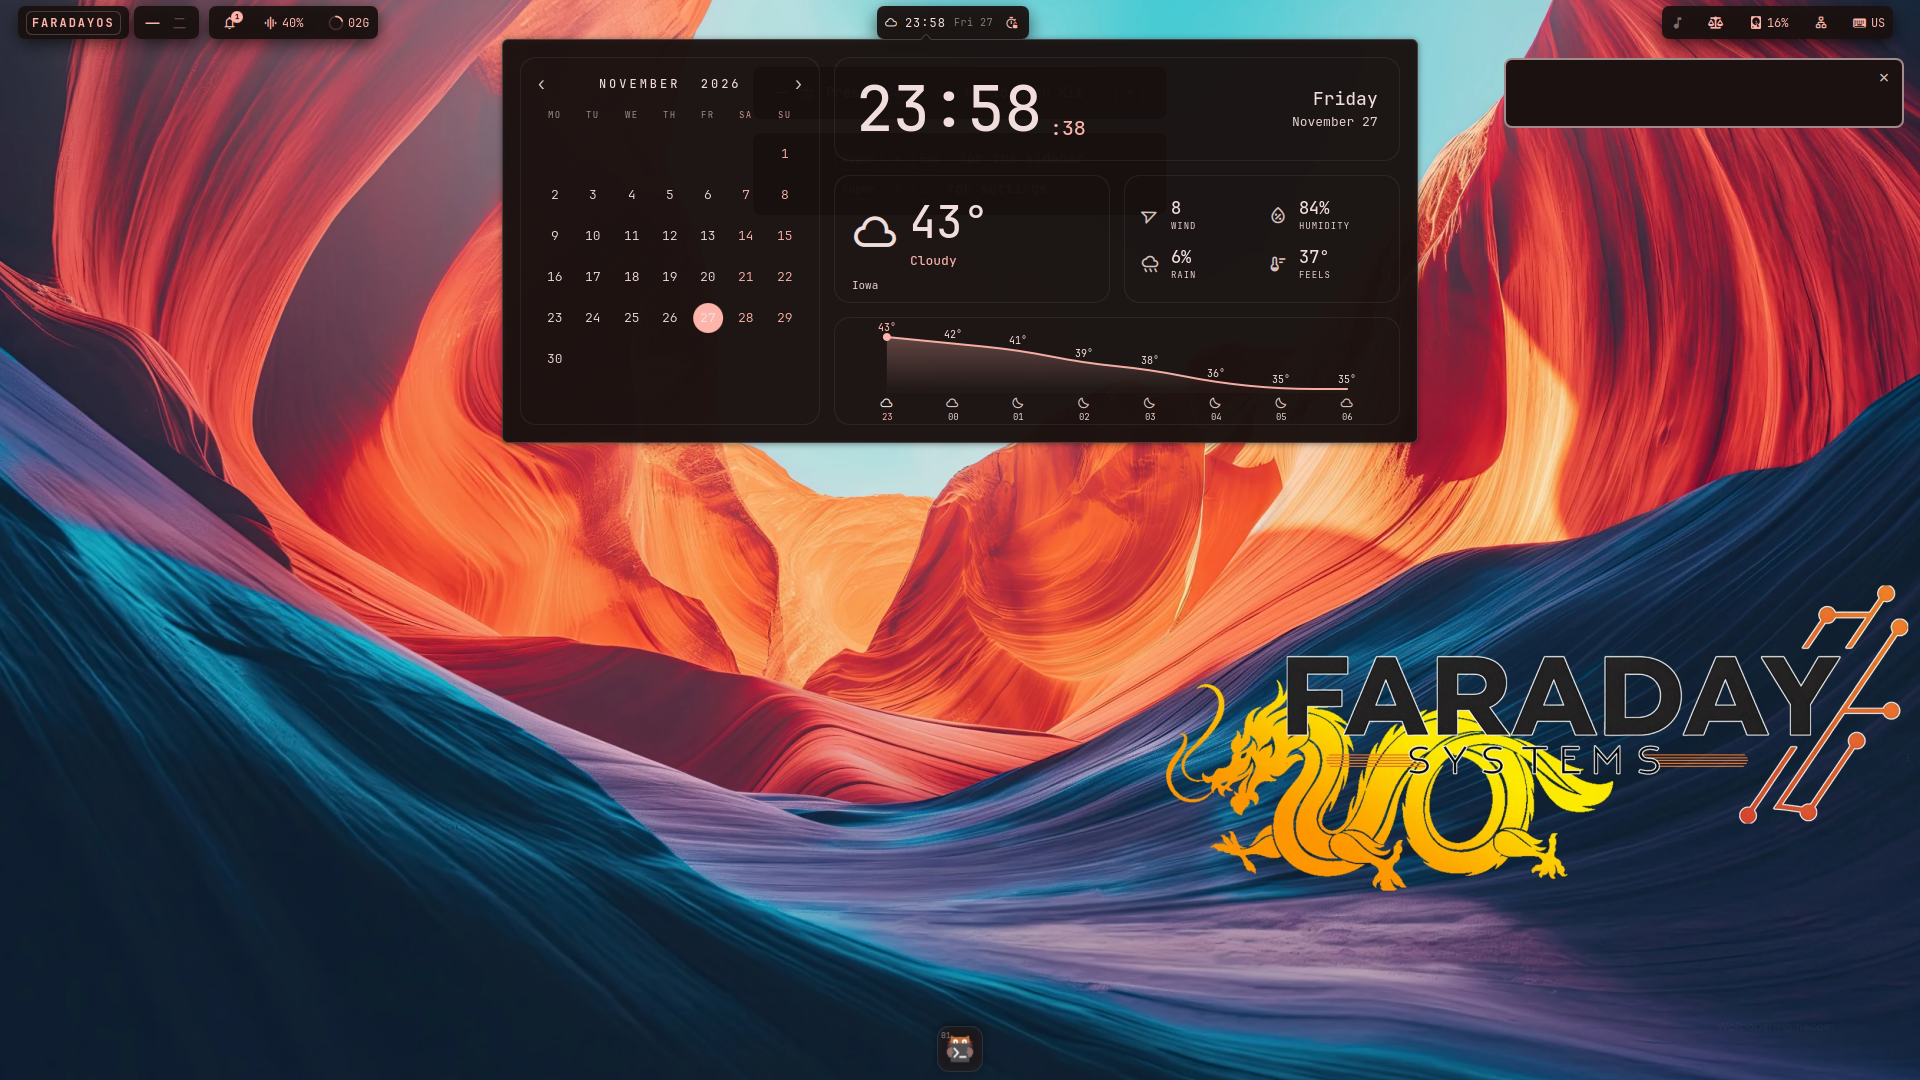 FARADAYOS
1
40%
02G
23:58 Fri 27
16%
US
NOVEMBER 2026
MO TU WE TH FR SA SU
1
2 3 4 5 6 7 8
9 10 11 12 13 14 15
16 17 18 19 20 21 22
23 24 25 26 27 28 29
30
23:58 :38
Friday
November 27
43°
Cloudy
Iowa
8
WIND
84%
HUMIDITY
6%
RAIN
37°
FEELS
43° 42° 41° 39° 38° 36° 35° 35°
23 00 01 02 03 04 05 06
FARADAY
SYSTEMS
01